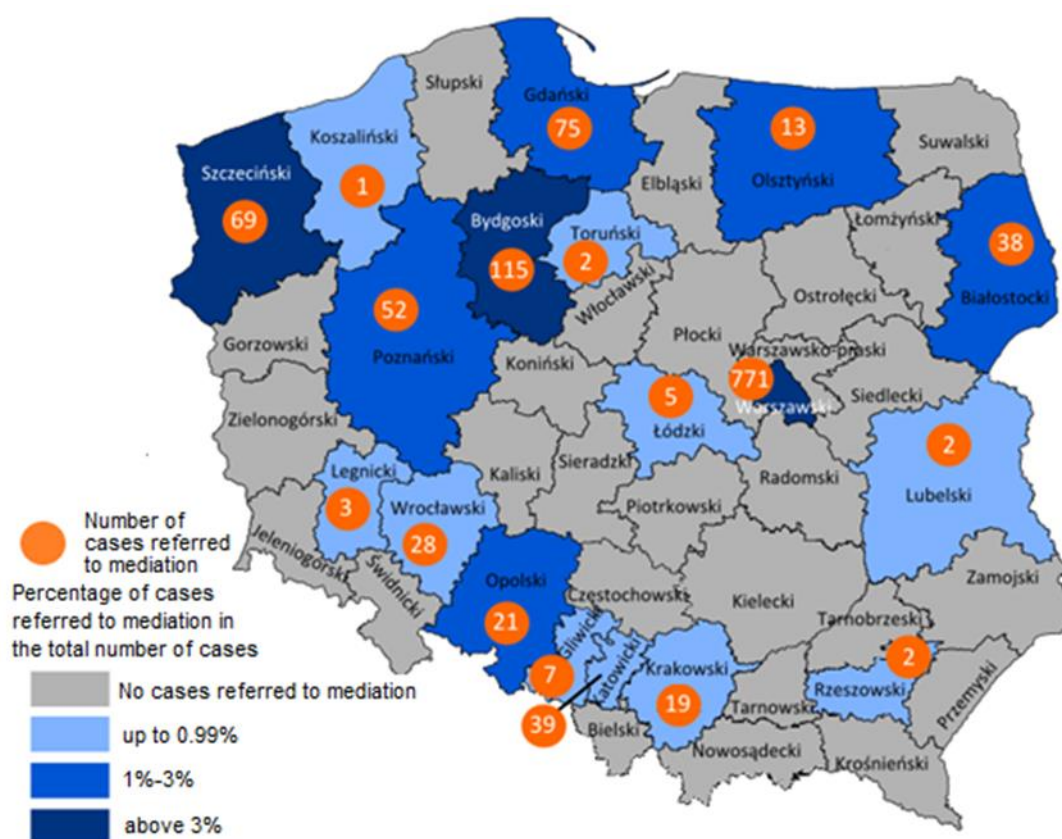 Słupski
Gdański
75
13
Koszaliński
Suwalski
Szczeciński
Elbląski
Olsztyński
1
69
Bydgoski
Toruński
Łomżyński
38
115
2
Włocławski
Ostrołęcki
Białostocki
52
Płocki
Gorzowski
Poznański
Koniński
Warszawsko-praski
771
Siedlecki
5
Warszawski
Zielonogórski
Łódzki
2
Legnicki
Kaliski
Sieradzki
Radomski
Lubelski
3
Wrocławski
Piotrkowski
28
Jeleniogórski
Świdnicki
Opolski
Częstochowski
Kielecki
Zamojski
21
Tarnobrzeski
Gliwicki
Katowicki
Krakowski
2
7
Rzeszowski
Przemyski
19
Tarnowski
39
Bielski
Nowosądecki
Krośnieński
Number of
cases referred
to mediation
Percentage of cases
referred to mediation in
the total number of cases
No cases referred to mediation
up to 0.99%
1%-3%
above 3%